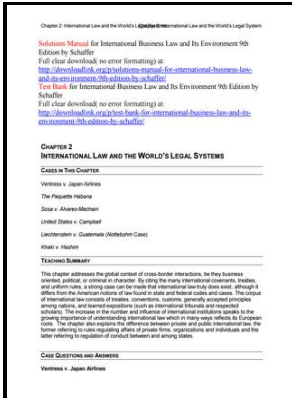 Chapter 2: International Law and the World's Legal System
Solutions Manual for International Business Law and Its Environment 9th
Edition by Schaffer
Full clear download( no error formatting) at:
http://downloadlink.org/p/solutions-manual-for-international-business-law-
and-its-environment-9th-edition-by-schaffer/
Test Bank for International Business Law and Its Environment 9th Edition by
Schaffer
Full clear download( no error formatting) at:
http://downloadlink.org/p/test-bank-for-international-business-law-and-its-
environment-9th-edition-by-schaffer/
CHAPTER 2
INTERNATIONAL LAW AND THE WORLD'S LEGAL SYSTEMS
CASES IN THIS CHAPTER
Ventress v. Japan Airlines
The Paquette Habana
Sosa v. Alvarez-Machain
United States v. Campbell
Liechtenstein v. Guatemala (Nottebohm Case)
Khaki v. Hashim
TEACHING SUMMARY
This chapter addresses the global context of cross-border interactions, be they business
oriented, political, or criminal in character. By citing the many international covenants, treaties,
and uniform rules, a strong case can be made that international law truly does exist, although it
differs from the American notions of law found in state and federal codes and cases. The corpus
of international law consists of treaties, conventions, customs, generally accepted principles
among nations, and learned expositions (such as international tribunals and respected
scholars). The increase in the number and influence of international institutions speaks to the
growing importance of understanding international law which in many ways reflects its European
roots. The chapter also explains the difference between private and public international law, the
former referring to rules regulating affairs of private firms, organizations and individuals and the
latter referring to regulation of conduct between and among states.
CASE QUESTIONS AND ANSWERS
Ventress v. Japan Airlines